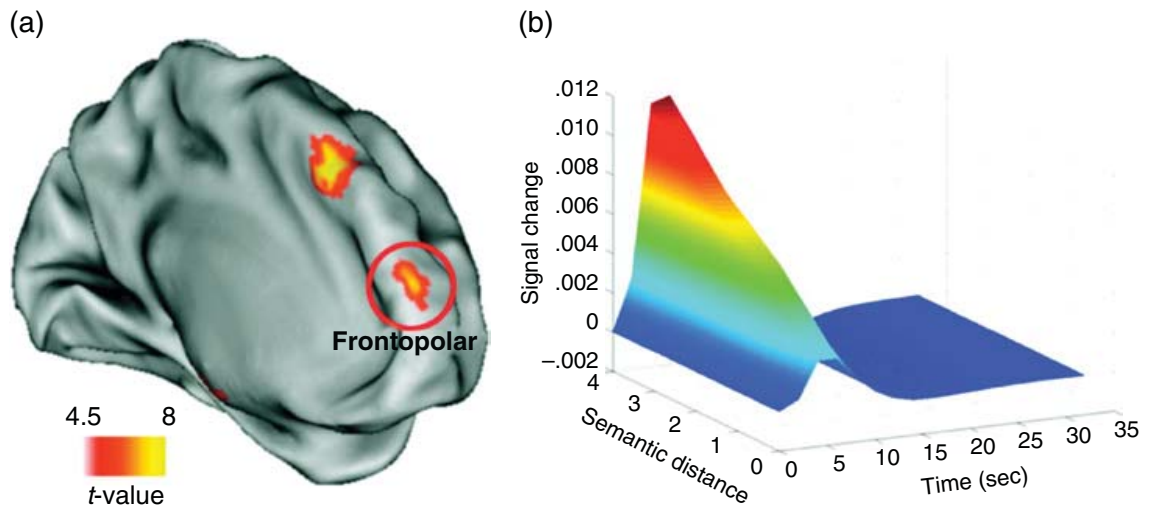 (a)
Frontopolar
4.5 8
t-value
(b)
Signal change
.012
.010
.008
.006
.004
.002
0
–.002
4
3
2
1
0
Semantic distance
0 5 10 15 20 25 30 35
Time (sec)